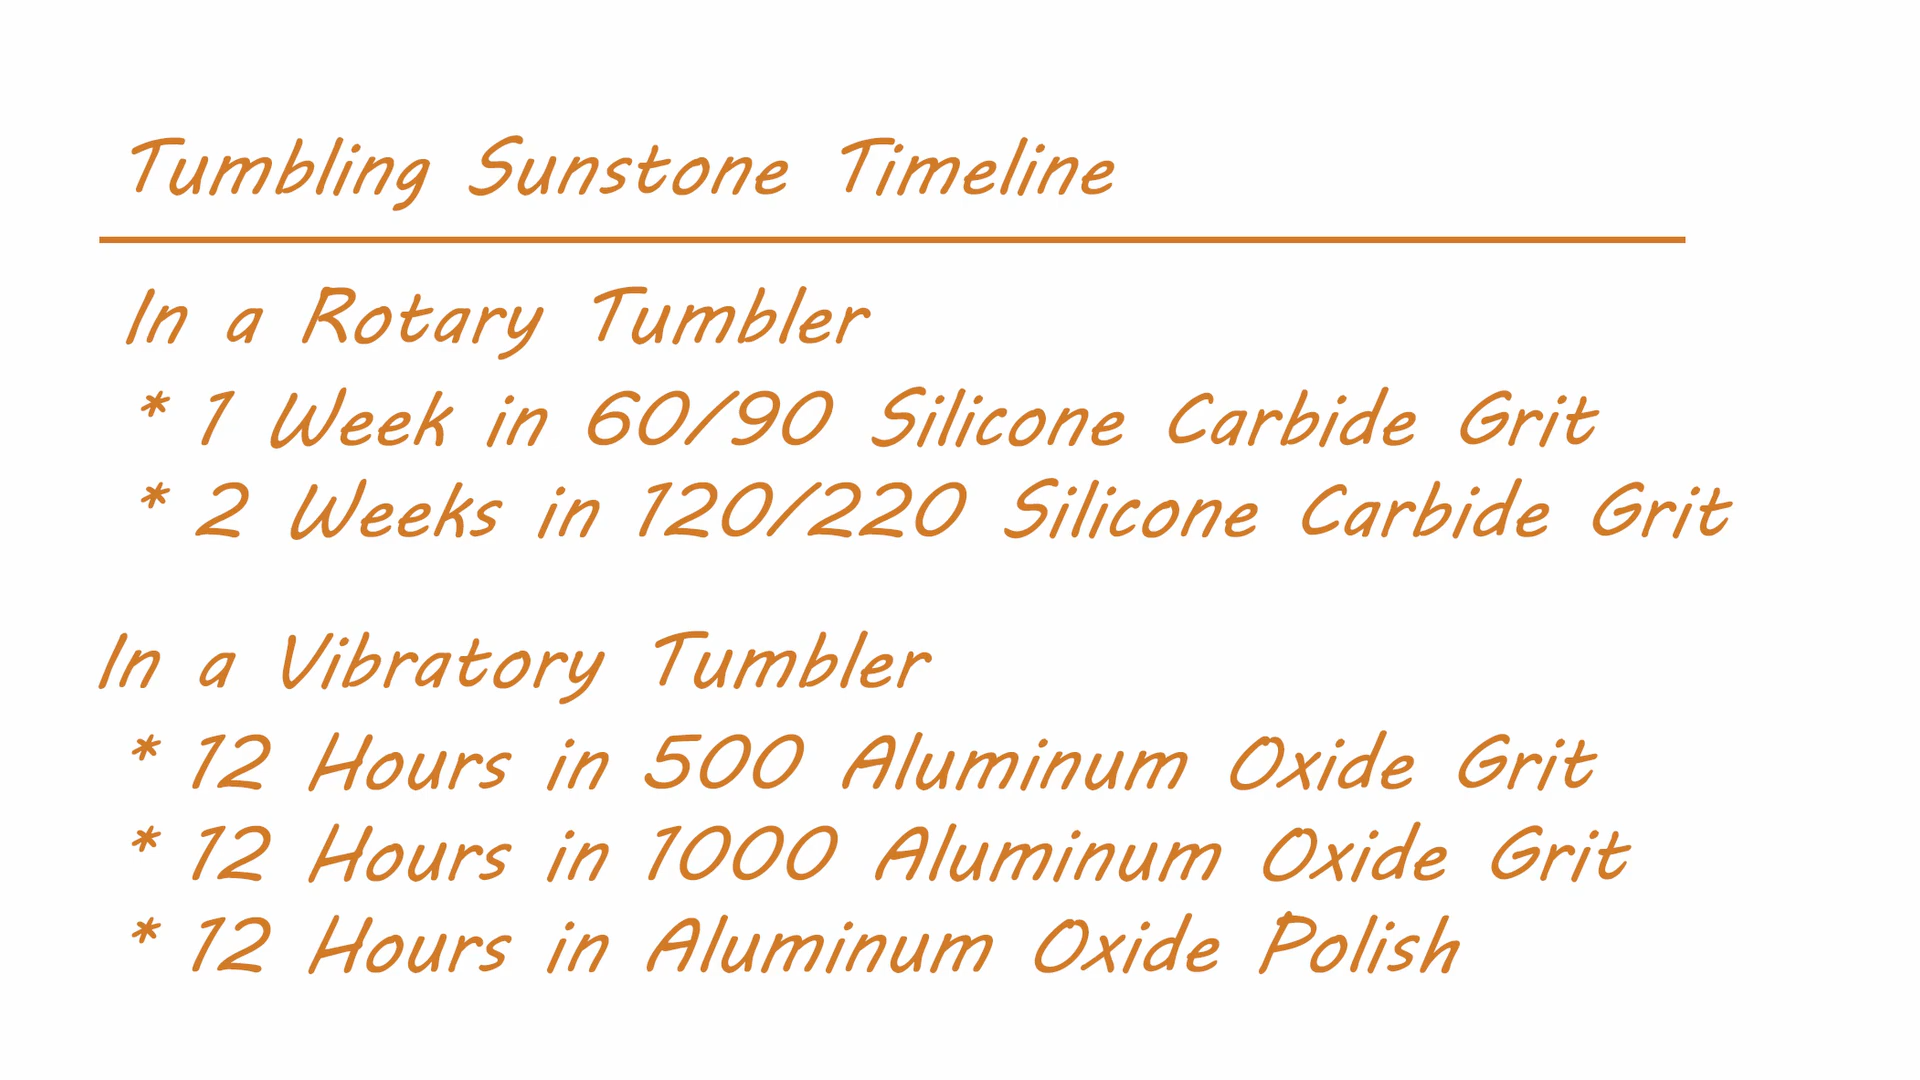 Tumbling Sunstone Timeline
In a Rotary Tumbler
* 1 Week in 60/90 Silicone Carbide Grit
* 2 Weeks in 120/220 Silicone Carbide Grit
In a Vibratory Tumbler
* 12 Hours in 500 Aluminum Oxide Grit
* 12 Hours in 1000 Aluminum Oxide Grit
* 12 Hours in Aluminum Oxide Polish